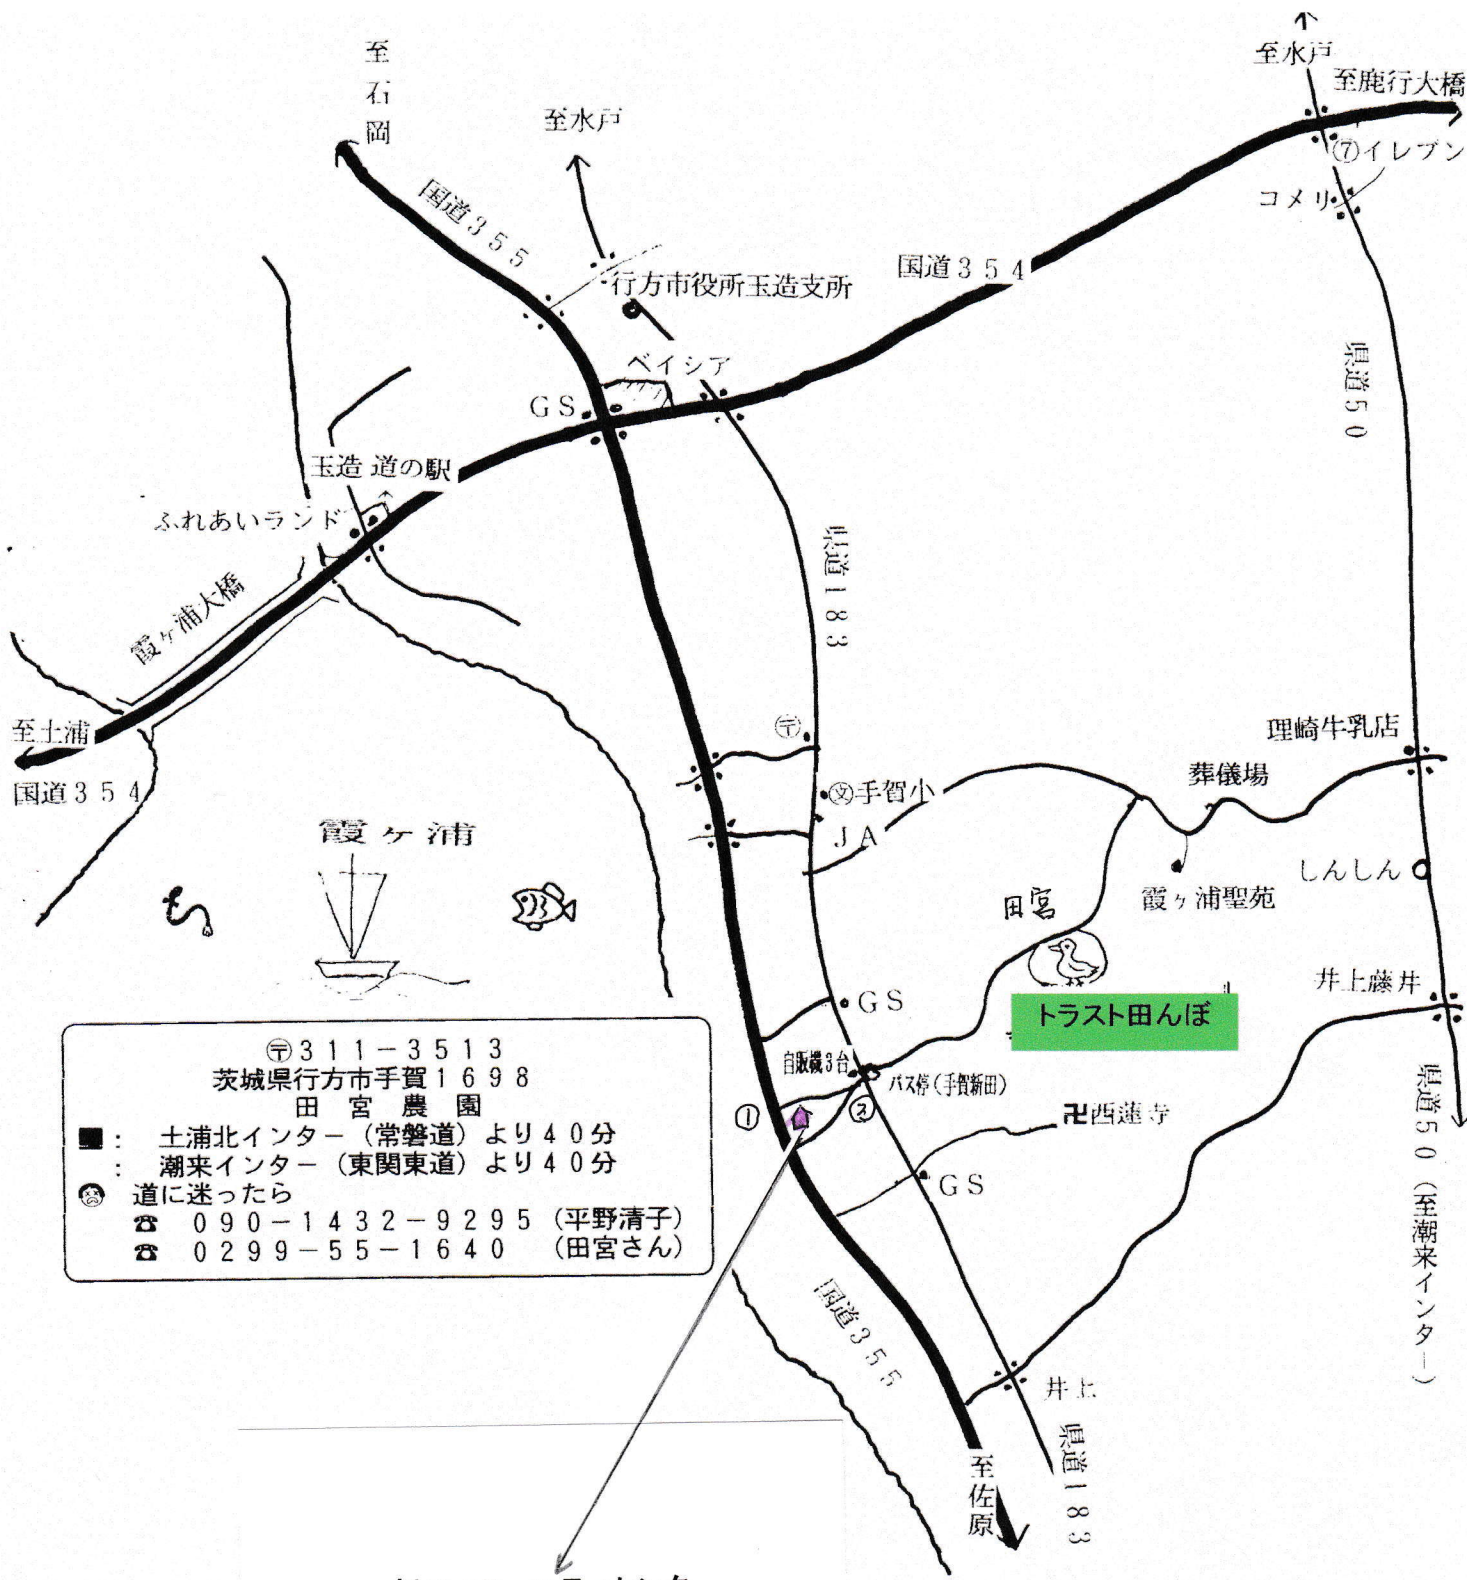 至石岡
至水戸
至水戸
至鹿行大橋
⑦イレブン
コメリ
国道355
行方市役所玉造支所
国道354
ベイシア
GS
県道50
玉造 道の駅
ふれあいランド
県道183
霞ヶ浦大橋
至土浦
国道354
〒
理崎牛乳店
葬儀場
㊛手賀小
JA
霞ヶ浦
しんしん
霞ヶ浦聖苑
田宮
GS
井上藤井
トラスト田んぼ
自販機3台
バス停(手賀新田)
①
②
卍西蓮寺
GS
〒311-3513
茨城県行方市手賀1698
田宮農園
■: 土浦北インター(常磐道)より40分
: 潮来インター(東関東道)より40分
道に迷ったら
☎ 090-1432-9295(平野清子)
☎ 0299-55-1640 (田宮さん)
県道50(至潮来インター)
国道355
井上
県道183
至佐原